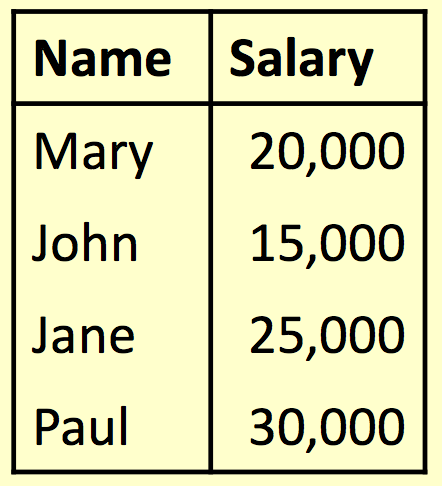 Name Salary
Mary 20,000
John 15,000
Jane 25,000
Paul 30,000